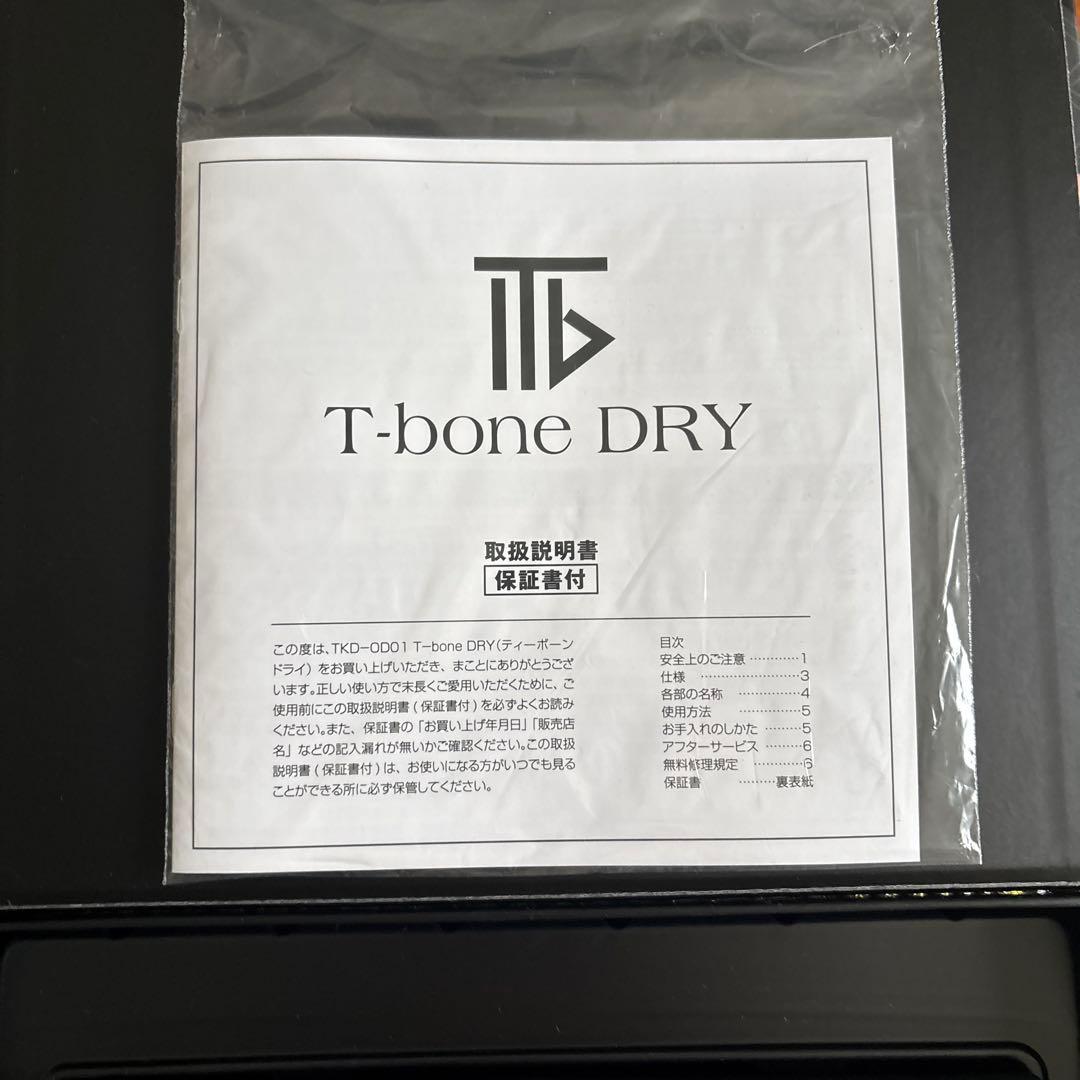 Tb
T-bone DRY
取扱説明書
保証書付
この度は、TKD-OD01 T-bone DRY(ティーボーン
ドライ) をお買い上げいただき、まことにありがとうござ
います。正しい使い方で末長くご愛用いただくために、ご
使用前にこの取扱説明書(保証書付)を必ずよくお読み
ください。また、保証書の「お買い上げ年月日」「販売店
名」などの記入漏れが無いかご確認ください。この取扱
説明書(保証書付)は、お使いになる方がいつでも見る
ことができる所に必ず保管してください。
目次
安全上のご注意 …………1
仕様 ……………………3
各部の名称 ……………4
使用方法 ………………5
お手入れのしかた ………5
アフターサービス ………6
無料修理規定 …………6
保証書 ………裏表紙